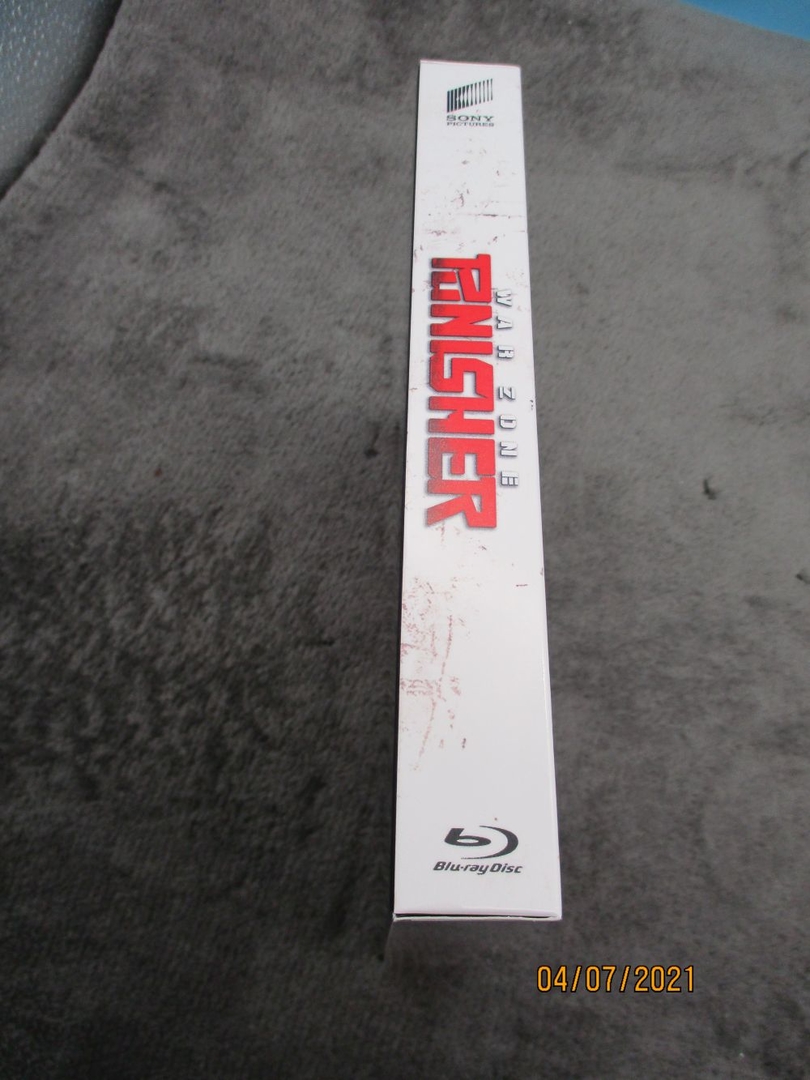 SONY
PICTURES
WAR ZONE
PUNISHER
Blu-ray Disc
04/07/2021